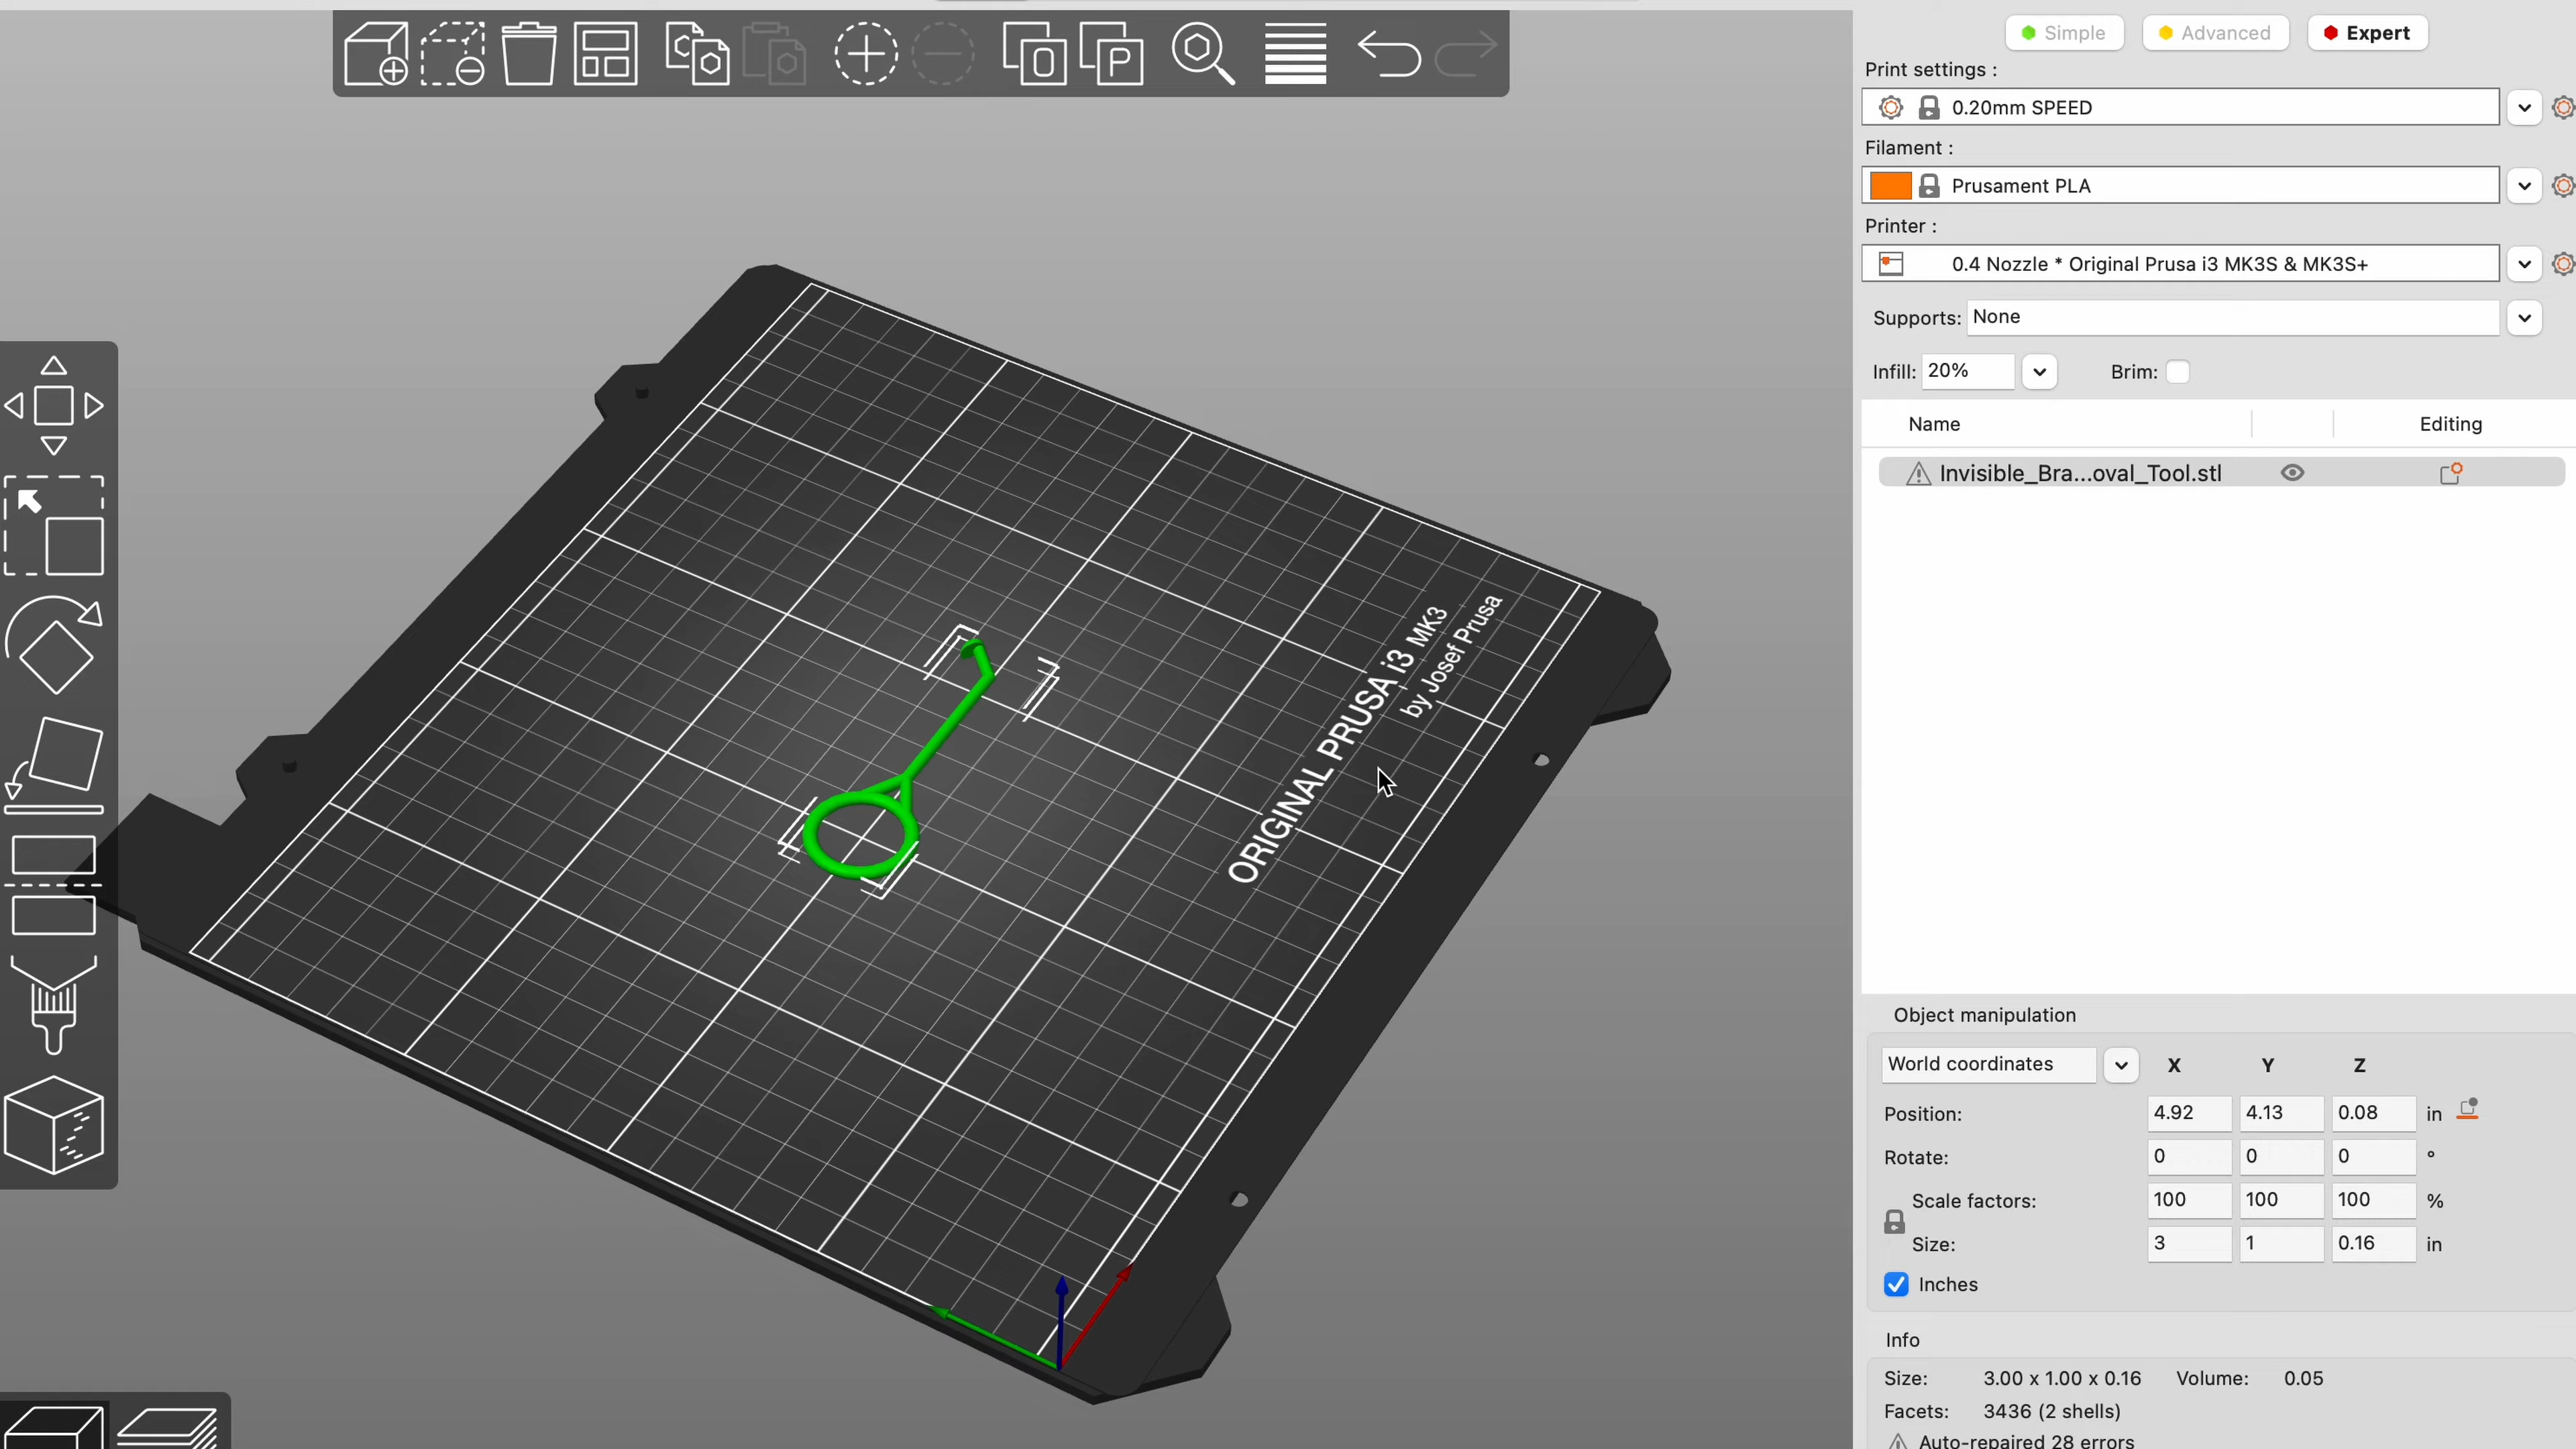 Simple Advanced Expert
Print settings :
0.20mm SPEED
Filament :
Prusament PLA
Printer :
0.4 Nozzle * Original Prusa i3 MK3S & MK3S+
Supports: None
Infill: 20% Brim:
Name Editing
Invisible_Bra...oval_Tool.stl
ORIGINAL PRUSA i3 MK3
by Josef Prusa
Object manipulation
World coordinates X Y Z
Position: 4.92 4.13 0.08 in
Rotate: 0 0 0 °
Scale factors: 100 100 100 %
Size: 3 1 0.16 in
Inches
Info
Size: 3.00 x 1.00 x 0.16 Volume: 0.05
Facets: 3436 (2 shells)
Auto-repaired 28 errors